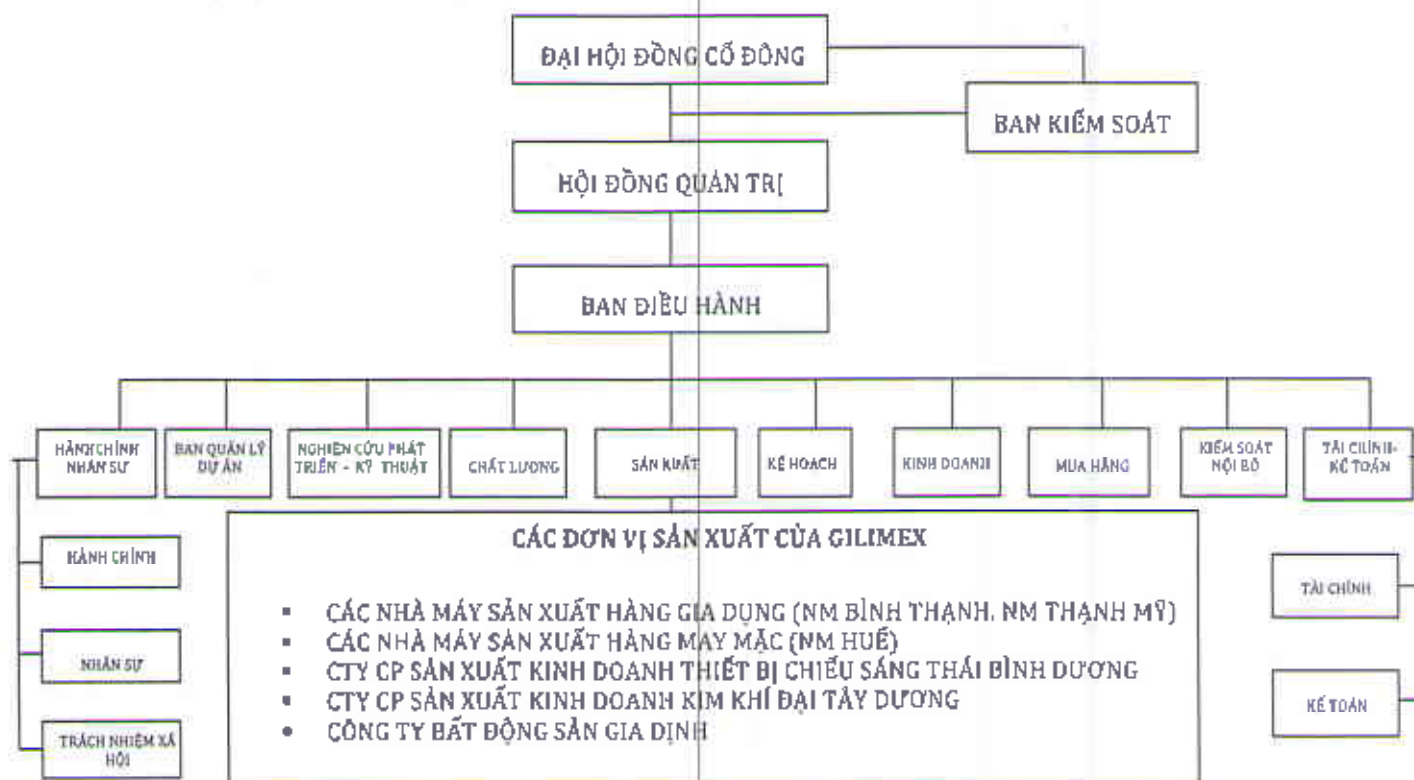 ĐẠI HỘI ĐỒNG CỔ ĐÔNG
BAN KIỂM SOÁT
HỘI ĐỒNG QUẢN TRỊ
BAN ĐIỀU HÀNH
HÀNH CHÍNH
NHÂN SỰ
BAN QUẢN LÝ
DỰ ÁN
NGHIÊN CỨU PHÁT
TRIỂN - KỸ THUẬT
CHẤT LƯỢNG
SẢN XUẤT
KẾ HOẠCH
KINH DOANH
MUA HÀNG
KIỂM SOÁT
NỘI BỘ
TÀI CHÍNH-
KẾ TOÁN
HÀNH CHÍNH
NHÂN SỰ
TRÁCH NHIỆM XÃ
HỘI
CÁC ĐƠN VỊ SẢN XUẤT CỦA GILIMEX
▪ CÁC NHÀ MÁY SẢN XUẤT HÀNG GIA DỤNG (NM BÌNH THẠNH, NM THẠNH MỸ)
▪ CÁC NHÀ MÁY SẢN XUẤT HÀNG MAY MẶC (NM HUẾ)
▪ CTY CP SẢN XUẤT KINH DOANH THIẾT BỊ CHIẾU SÁNG THÁI BÌNH DƯƠNG
▪ CTY CP SẢN XUẤT KINH DOANH KIM KHÍ ĐẠI TÂY DƯƠNG
• CÔNG TY BẤT ĐỘNG SẢN GIA ĐỊNH
TÀI CHÍNH
KẾ TOÁN